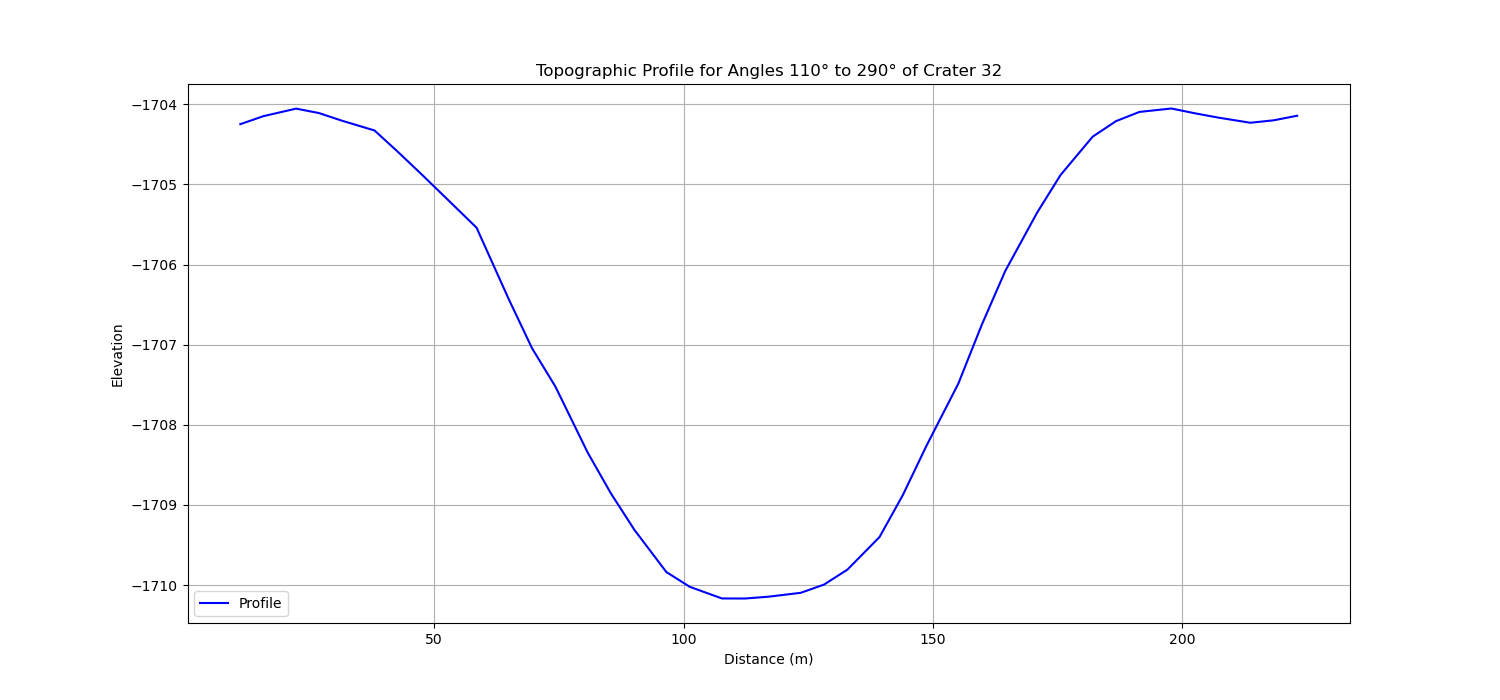 Topographic Profile for Angles 110° to 290° of Crater 32
−1704
−1705
−1706
−1707
−1708
−1709
−1710
Elevation
Profile
50
100
150
200
Distance (m)